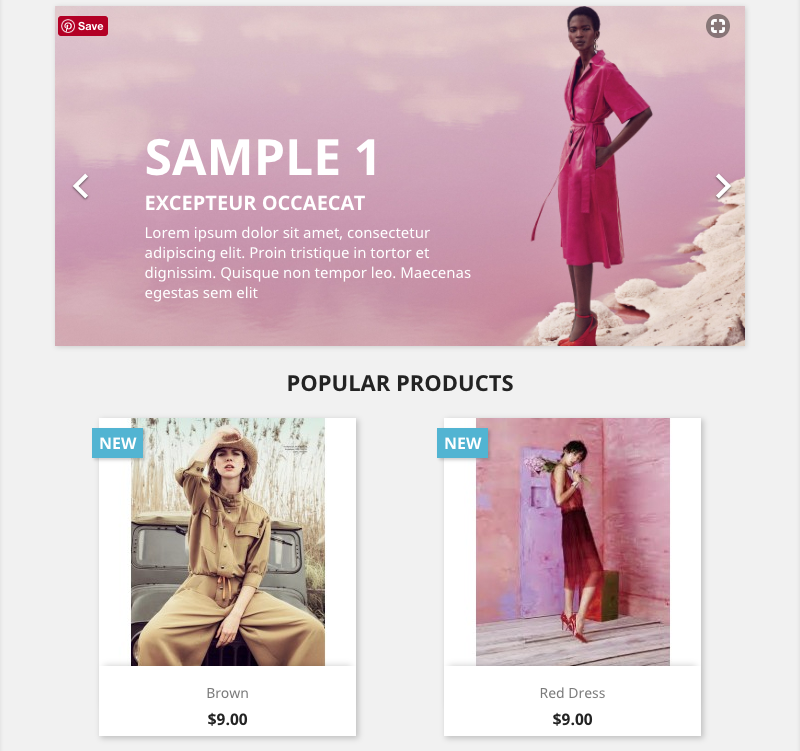 Save
SAMPLE 1
EXCEPTEUR OCCAECAT
Lorem ipsum dolor sit amet, consectetur
adipiscing elit. Proin tristique in tortor et
dignissim. Quisque non tempor leo. Maecenas
egestas sem elit
POPULAR PRODUCTS
NEW
NEW
Brown
Red Dress
$9.00
$9.00